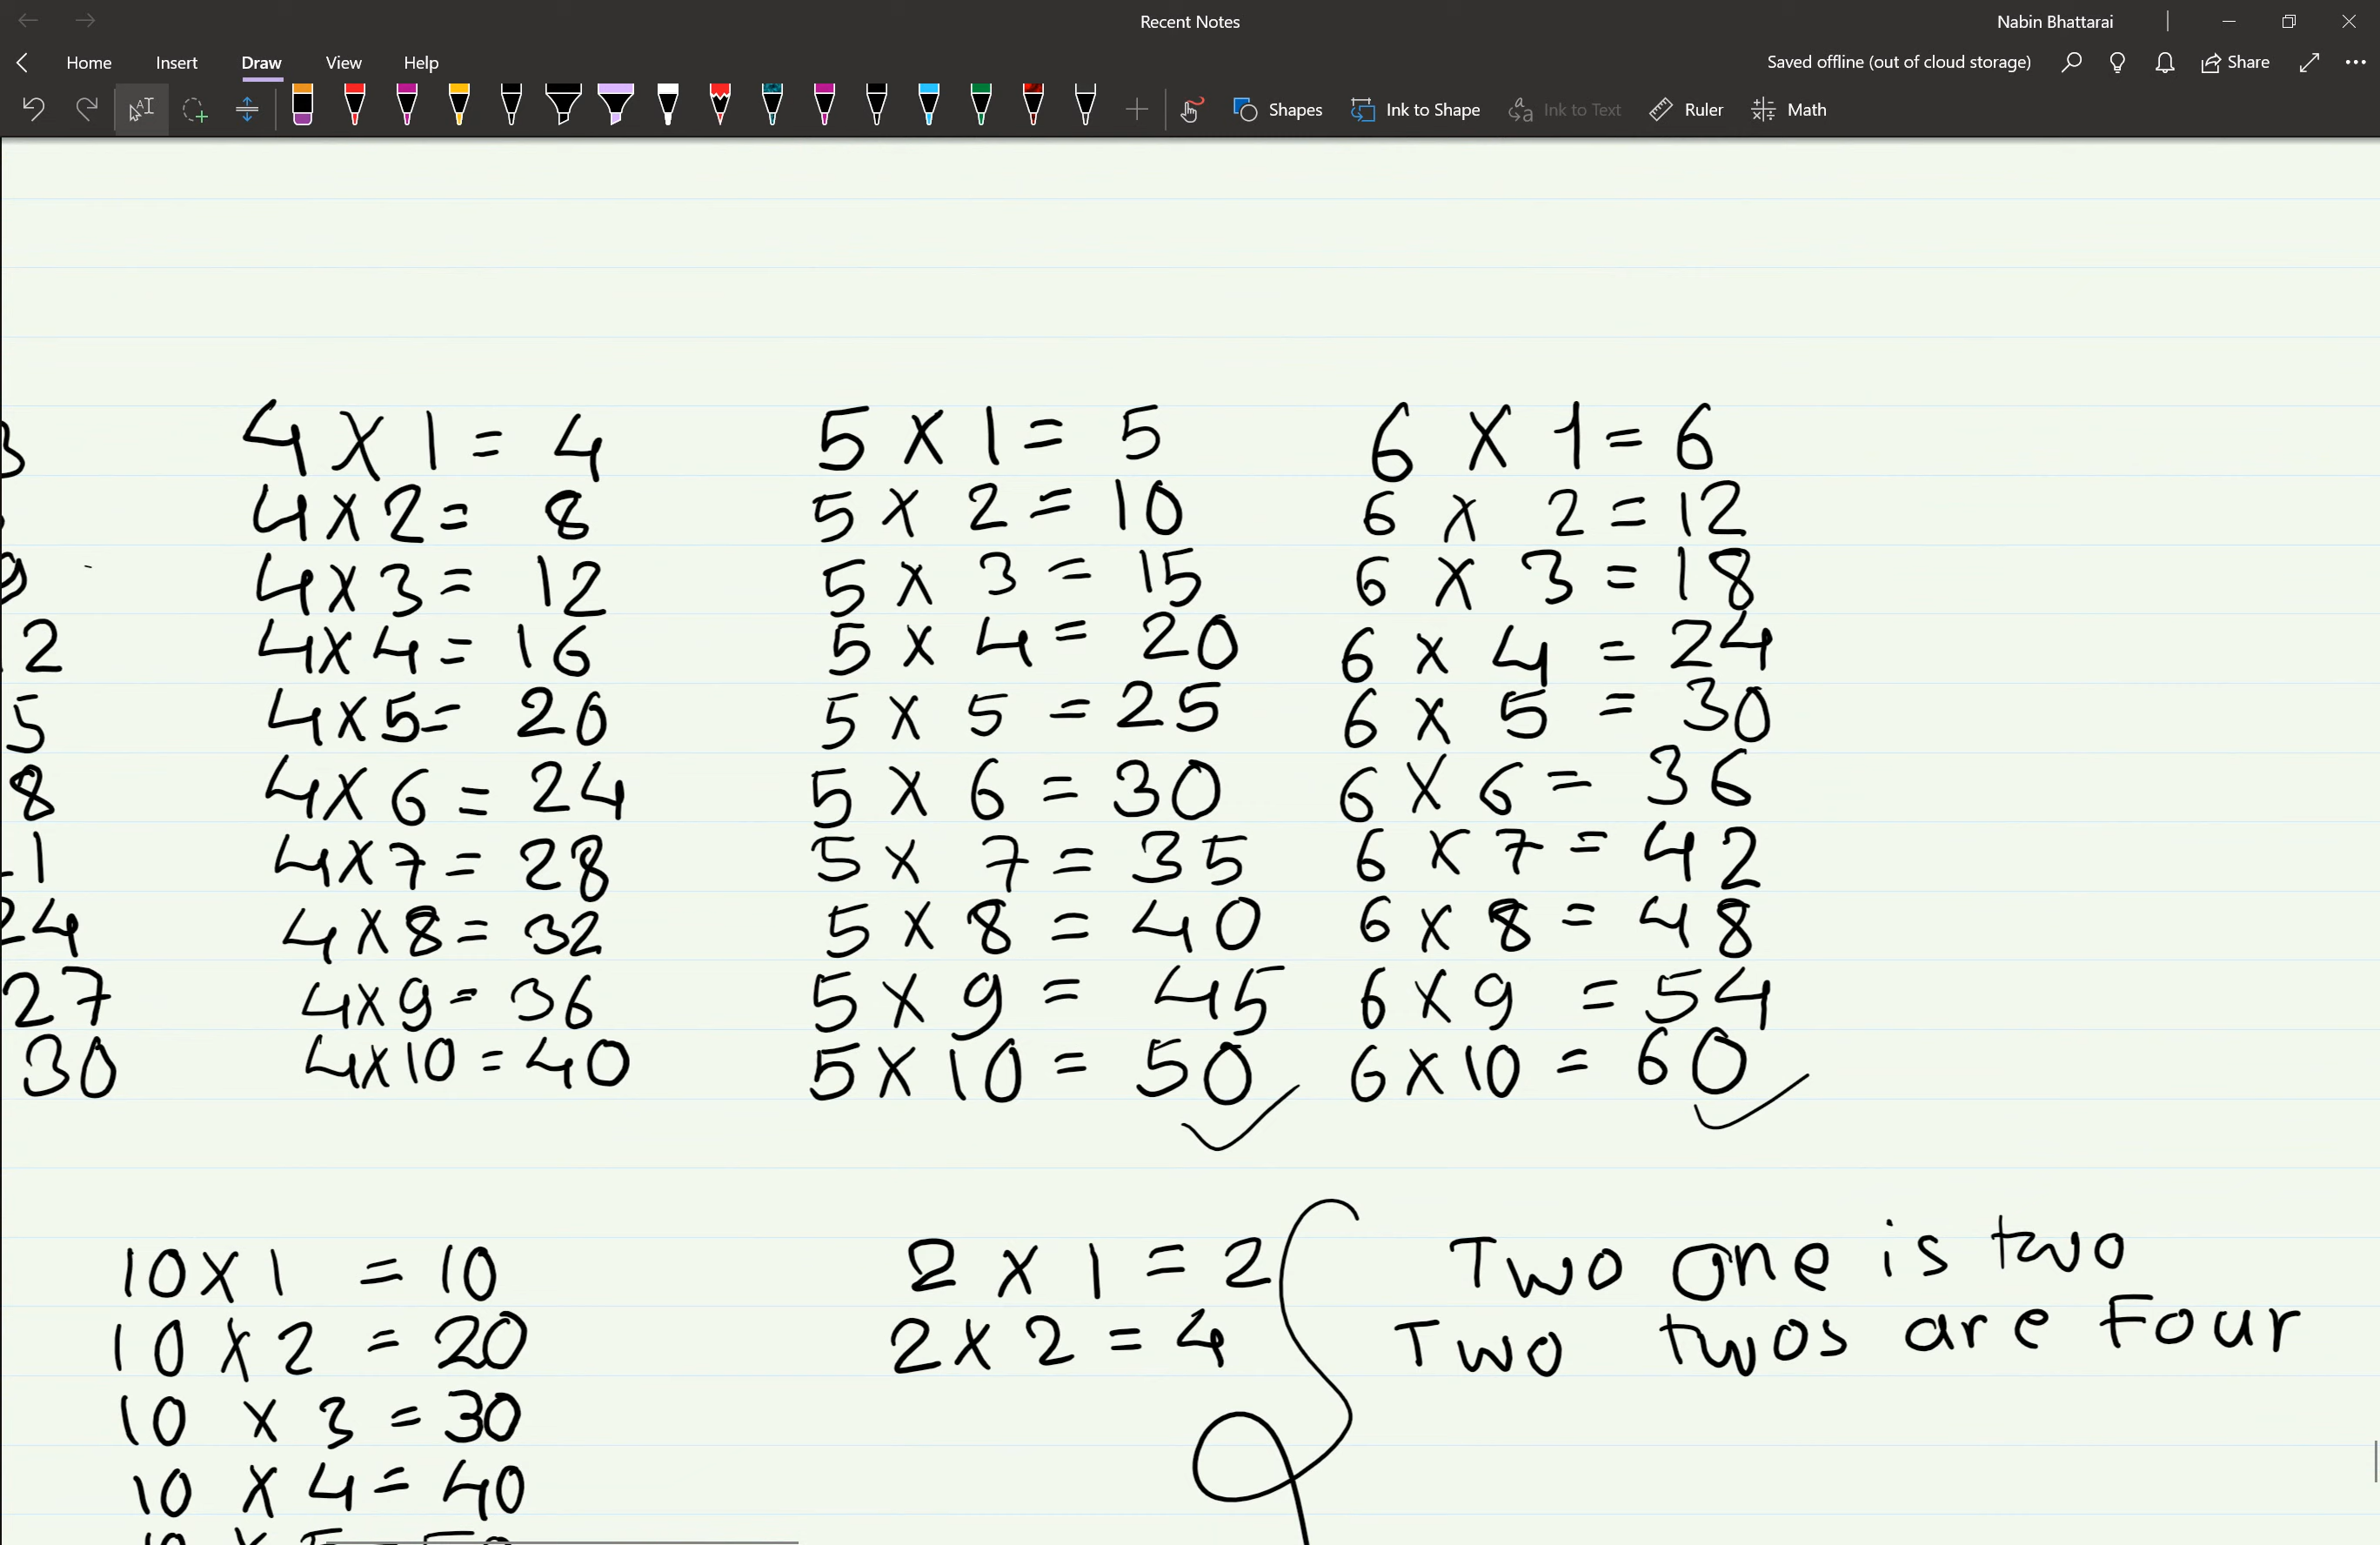 Recent Notes
Nabin Bhattarai
Home Insert Draw View Help
Saved offline (out of cloud storage)
Share
Shapes
Ink to Shape
Ink to Text
Ruler
Math
4 X 1 = 4 5 X 1 = 5 6 X 1 = 6
4 X 2 = 8 5 X 2 = 10 6 X 2 = 12
9 4 X 3 = 12 5 X 3 = 15 6 X 3 = 18
2 4 X 4 = 16 5 X 4 = 20 6 X 4 = 24
5 4 X 5 = 20 5 X 5 = 25 6 X 5 = 30
8 4 X 6 = 24 5 X 6 = 30 6 X 6 = 36
1 4 X 7 = 28 5 X 7 = 35 6 X 7 = 42
24 4 X 8 = 32 5 X 8 = 40 6 X 8 = 48
27 4 X 9 = 36 5 X 9 = 45 6 X 9 = 54
30 4 X 10 = 40 5 X 10 = 50 6 X 10 = 60
10 X 1 = 10 2 X 1 = 2 Two one is two
10 X 2 = 20 2 X 2 = 4 Two twos are Four
10 X 3 = 30
10 X 4 = 40